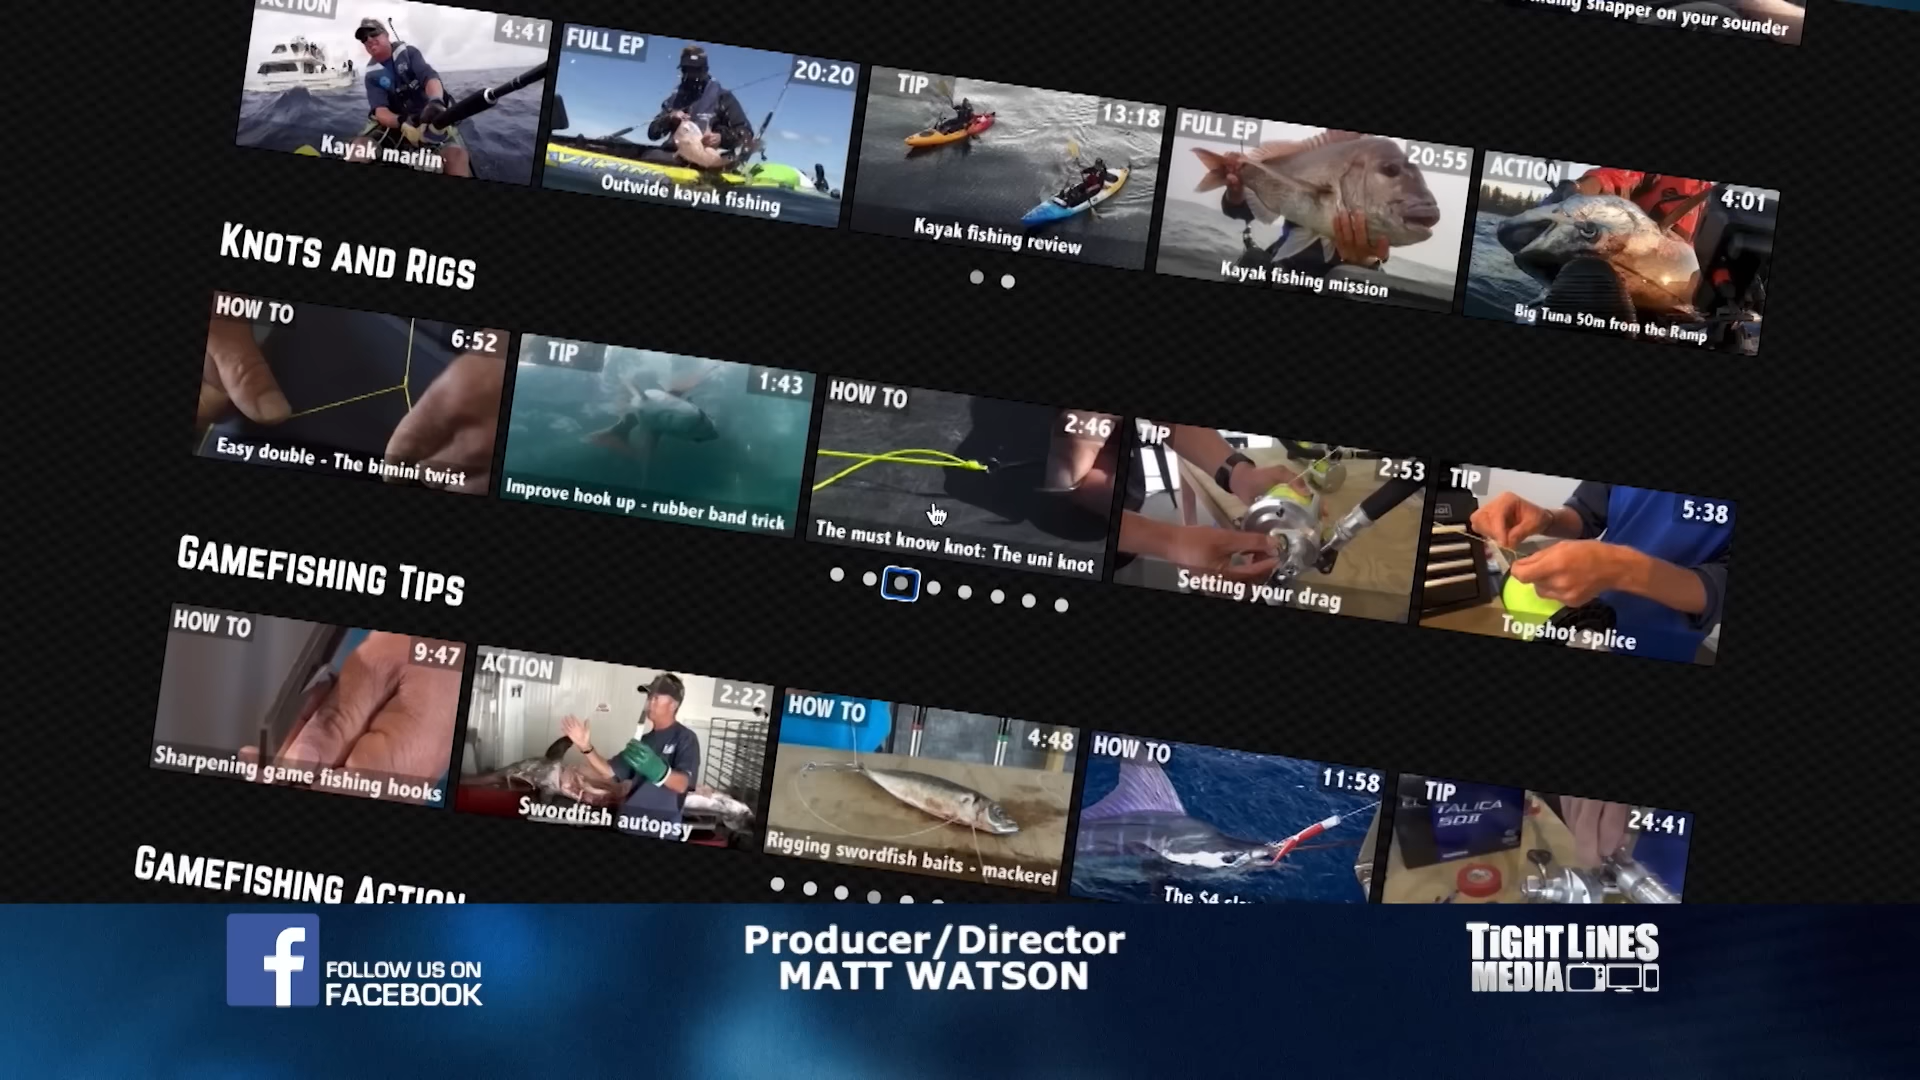 snapper on your sounder
ACTION
4:41
Kayak marlin
FULL EP
20:20
Outwide kayak fishing
TIP
13:18
Kayak fishing review
FULL EP
20:55
Kayak fishing mission
ACTION
4:01
Big Tuna 50m from the Ramp
KNOTS AND RIGS
HOW TO
6:52
Easy double - The bimini twist
TIP
1:43
Improve hook up - rubber band trick
HOW TO
2:46
The must know knot: The uni knot
TIP
2:53
Setting your drag
TIP
5:38
Topshot splice
GAMEFISHING TIPS
HOW TO
9:47
Sharpening game fishing hooks
ACTION
2:22
Swordfish autopsy
HOW TO
4:48
Rigging swordfish baits - mackerel
HOW TO
11:58
The $4
TIP
24:41
TALICA
50II
GAMEFISHING ACTION
f
FOLLOW US ON
FACEBOOK
Producer/Director
MATT WATSON
TIGHT LINES
MEDIA